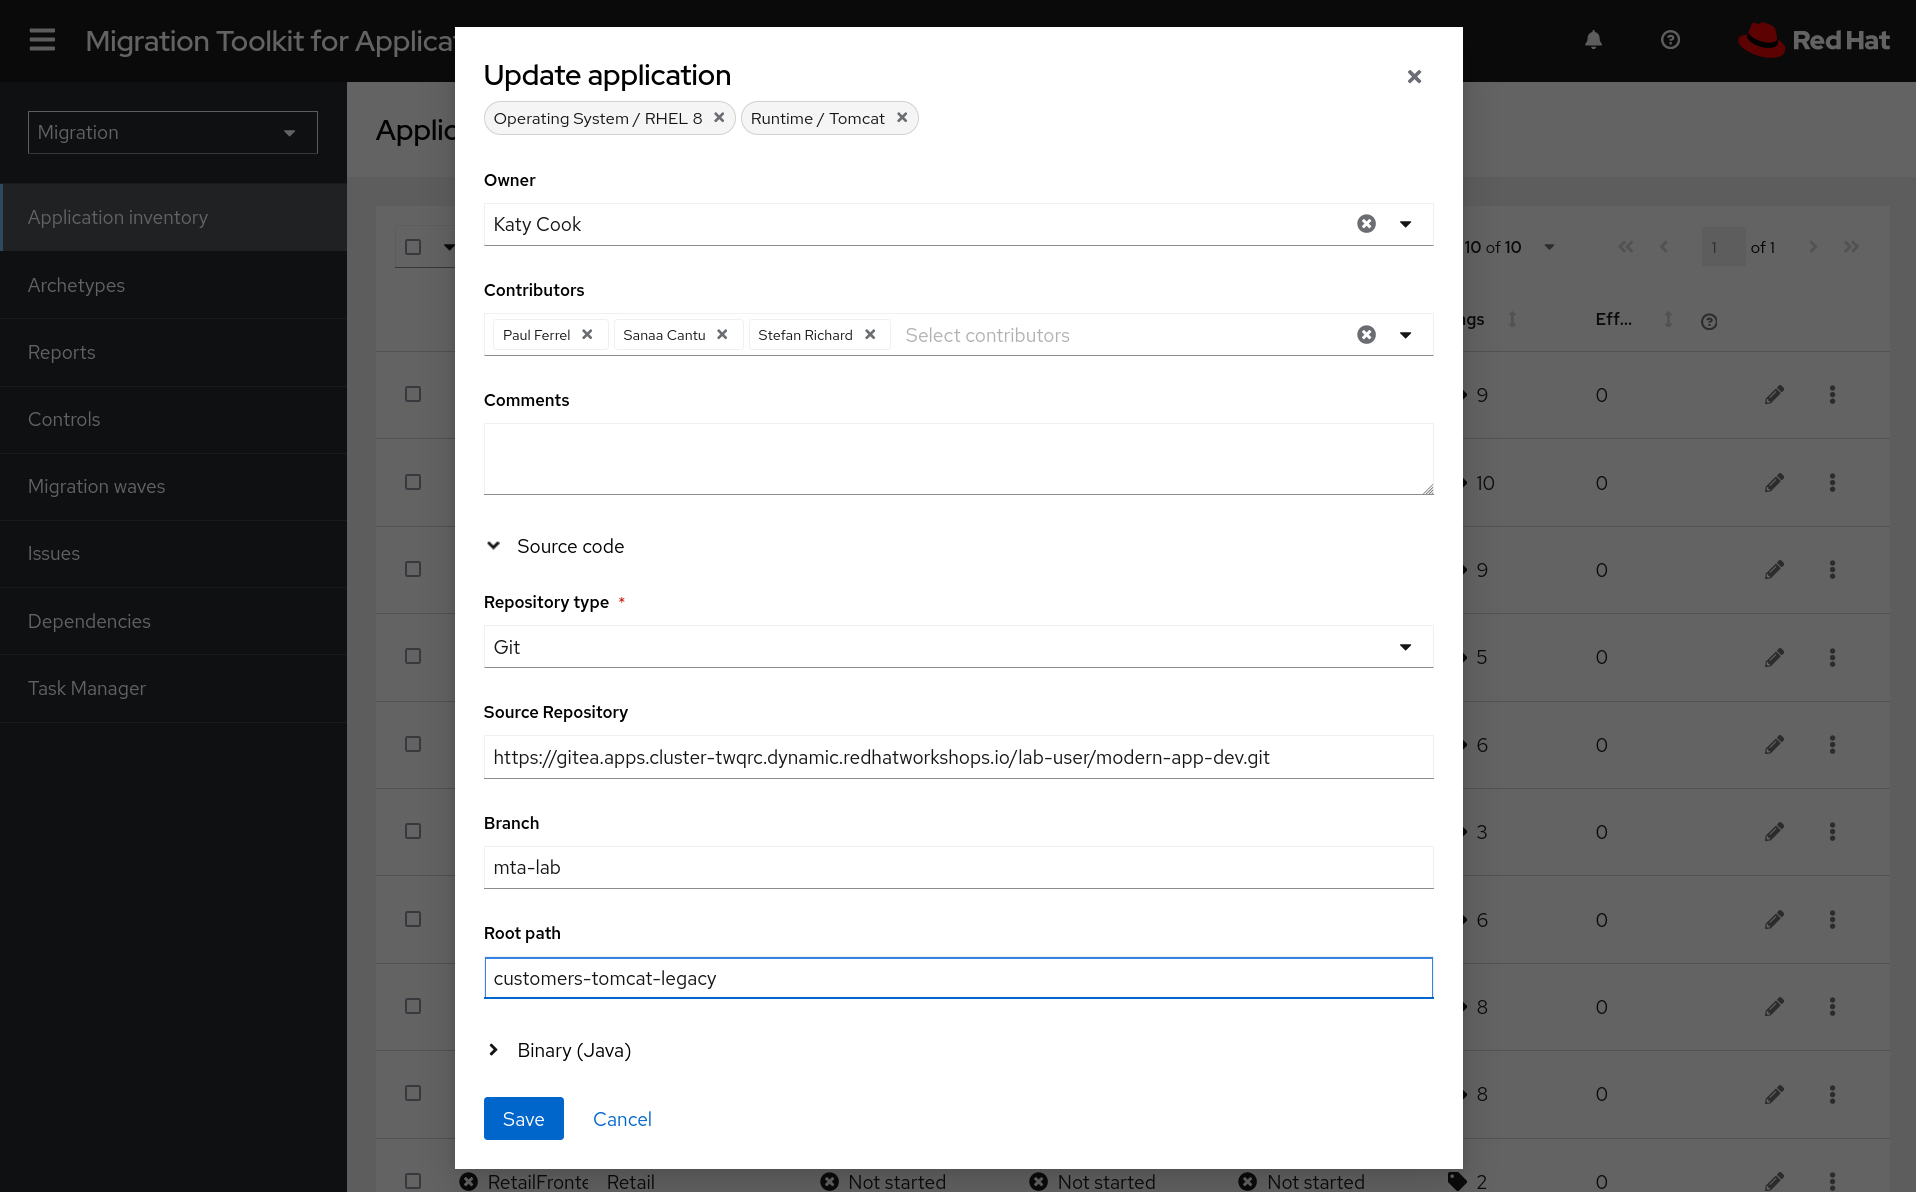 Migration Toolkit for Applica
Red Hat
Migration
Application inventory
Archetypes
Reports
Controls
Migration waves
Issues
Dependencies
Task Manager
Applic
Update application
Operating System / RHEL 8
Runtime / Tomcat
Owner
Katy Cook
Contributors
Paul Ferrel
Sanaa Cantu
Stefan Richard
Select contributors
Comments
Source code
Repository type *
Git
Source Repository
https://gitea.apps.cluster-twqrc.dynamic.redhatworkshops.io/lab-user/modern-app-dev.git
Branch
mta-lab
Root path
customers-tomcat-legacy
Binary (Java)
Save
Cancel
10 of 10
1
of 1
ngs
Eff...
9 0
10 0
9 0
5 0
6 0
3 0
6 0
8 0
8 0
RetailFronte Retail Not started Not started Not started 2 0